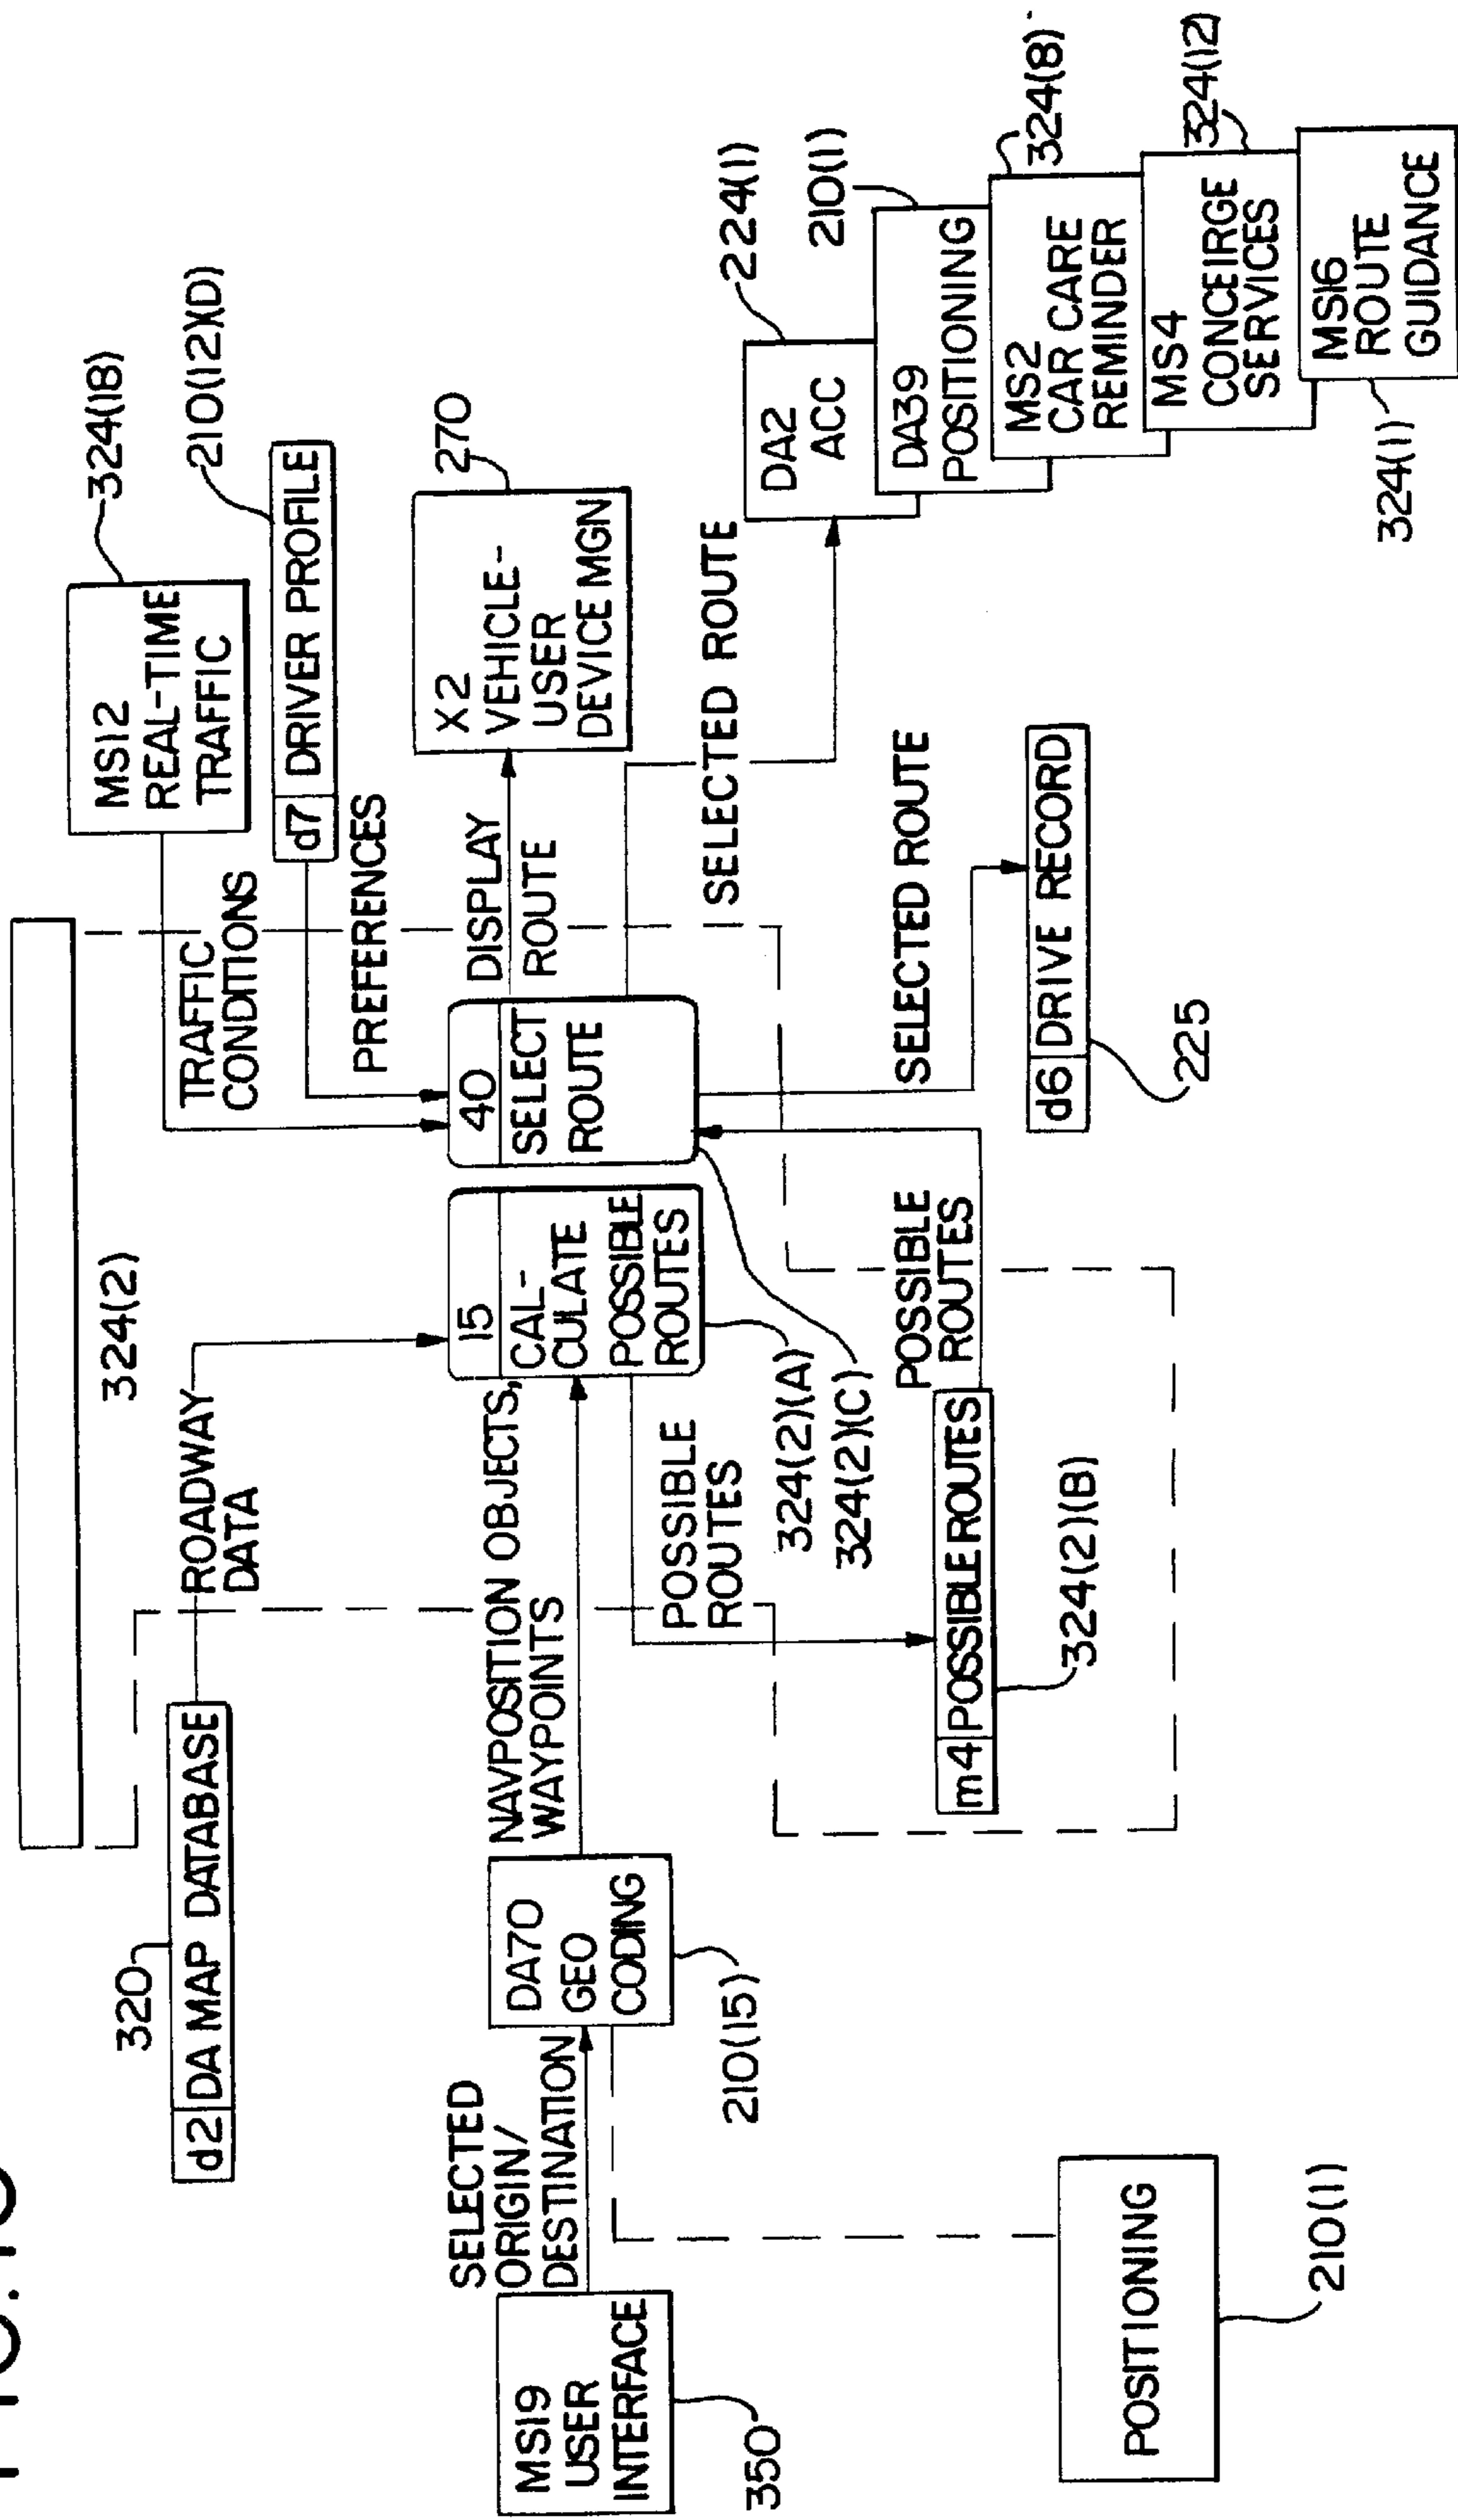 324(2)
320
d2 DA MAP DATABASE
ROADWAY
DATA
MS12
REAL-TIME
TRAFFIC
324(18)
TRAFFIC
CONDITIONS
d7 DRIVER PROFILE
210(12)(D)
PREFERENCES
MS19
USER
INTERFACE
350
SELECTED
ORIGIN/
DESTINATION
DA70
GEO
CODING
210(15)
NAVPOSITION OBJECTS,
WAYPOINTS
15
CAL-
CULATE
POSSIBLE
ROUTES
324(2)(A)
40
SELECT
ROUTE
324(2)(C)
DISPLAY
ROUTE
X2
VEHICLE-
USER
DEVICE MGN
270
POSSIBLE
ROUTES
SELECTED ROUTE
POSSIBLE
ROUTES
m4 POSSIBLE ROUTES
324(2)(B)
SELECTED ROUTE
d6 DRIVE RECORD
225
POSITIONING
210(1)
DA2
ACC
224(1)
DA39
POSITIONING
210(1)
MS2
CAR CARE
REMINDER
324(8)
MS4
CONCEIRGE
SERVICES
324(12)
MS16
ROUTE
GUIDANCE
324(1)